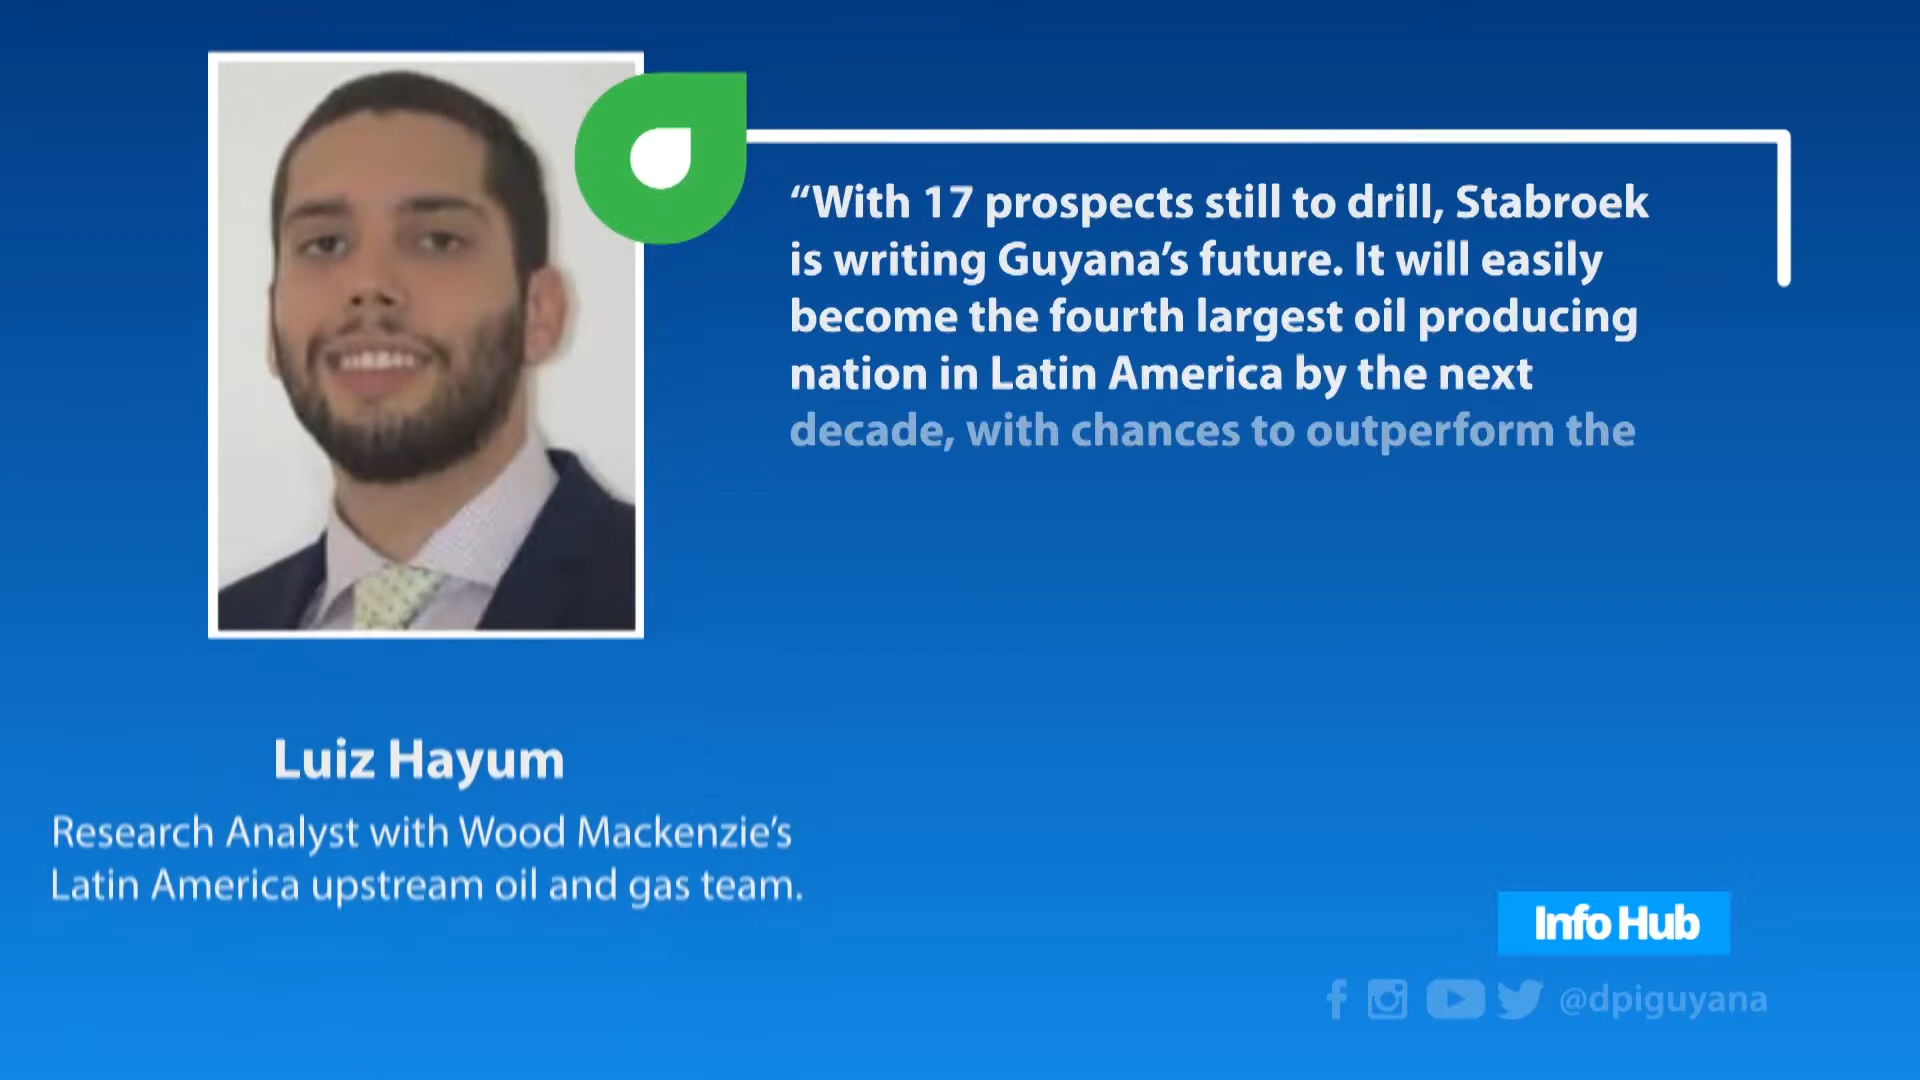 “With 17 prospects still to drill, Stabroek
is writing Guyana’s future. It will easily
become the fourth largest oil producing
nation in Latin America by the next
decade, with chances to outperform the
Luiz Hayum
Research Analyst with Wood Mackenzie’s
Latin America upstream oil and gas team.
Info Hub
@dpiguyana